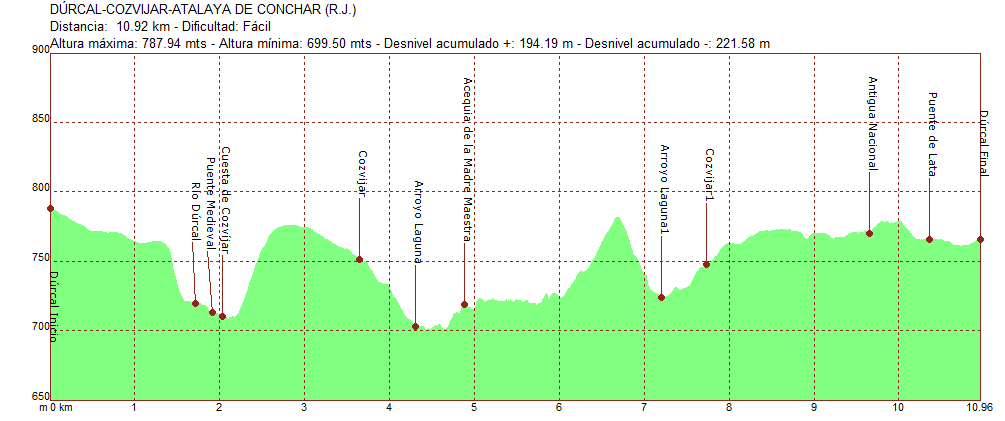 DÚRCAL-COZVIJAR-ATALAYA DE CONCHAR (R.J.)
Distancia: 10.92 km - Dificultad: Fácil
Altura máxima: 787.94 mts - Altura mínima: 699.50 mts - Desnivel acumulado +: 194.19 m - Desnivel acumulado -: 221.58 m
900
850
800
750
700
650
Dúrcal Inicio
Río Dúrcal
Puente Medieval
Cuesta de Cozvijar
Cozvijar
Arroyo Laguna
Acequia de la Madre Maestra
Arroyo Laguna1
Cozvijar1
Antigua Nacional
Puente de Lata
Dúrcal Final
m 0 km 1 2 3 4 5 6 7 8 9 10 10.96